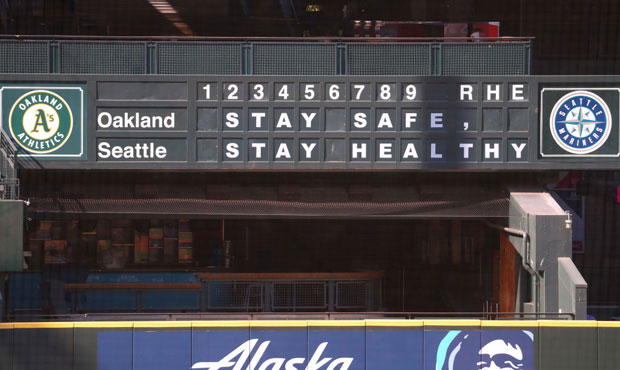 1 2 3 4 5 6 7 8 9 R H E
OAKLAND A's ATHLETICS
Oakland STAY SAFE,
Seattle STAY HEALTHY
SEATTLE MARINERS
Alaska